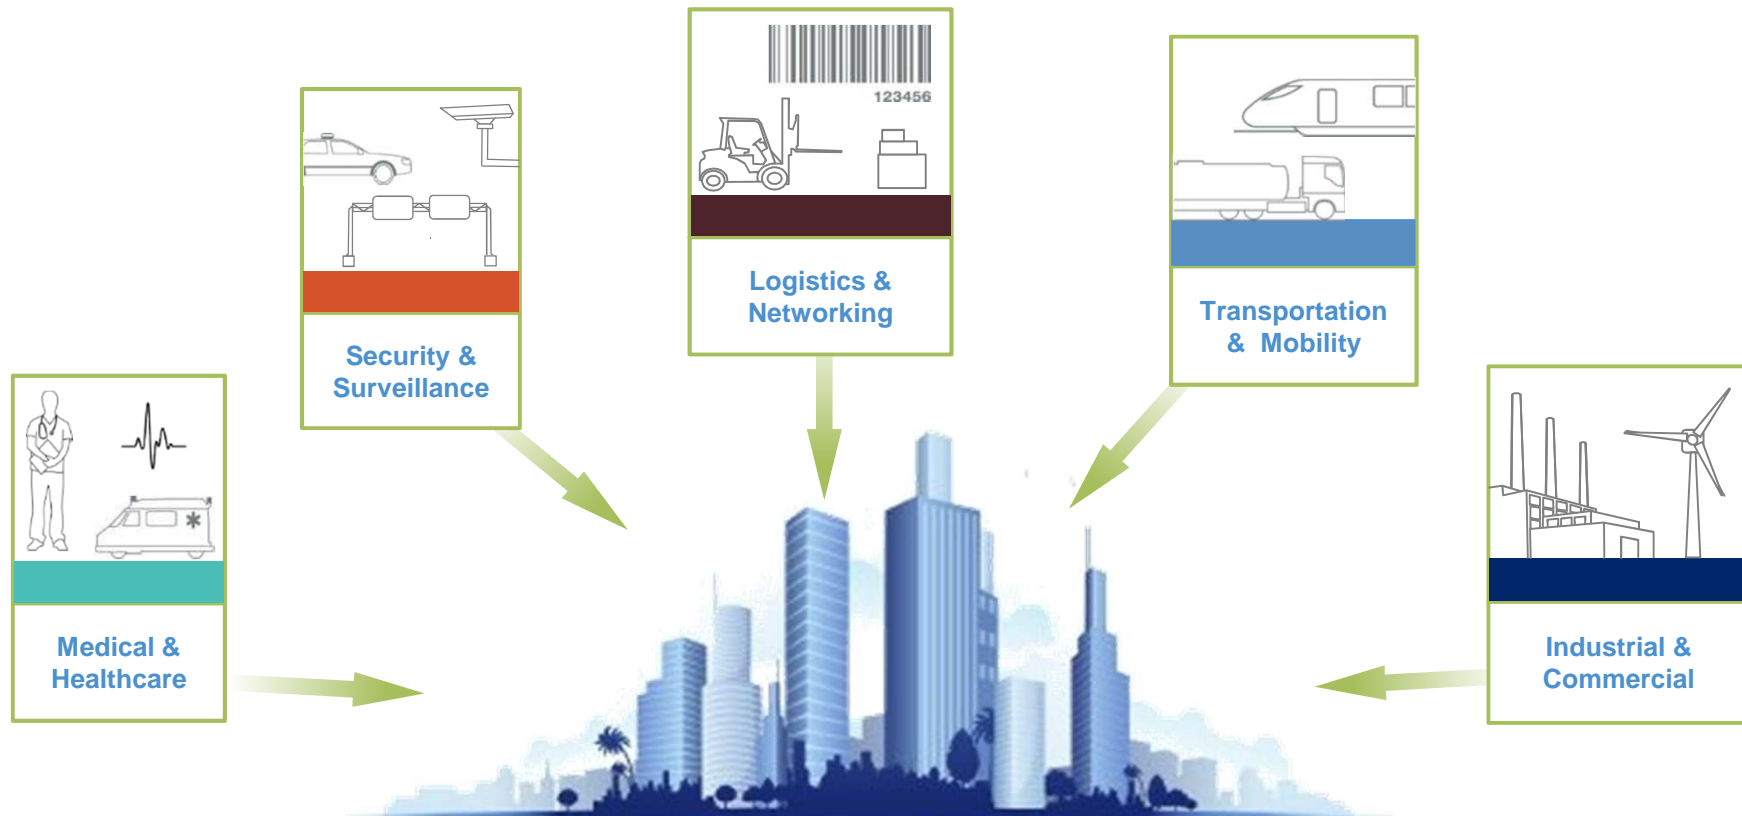 123456
Logistics &
Networking
Transportation
& Mobility
Security &
Surveillance
Medical &
Healthcare
Industrial &
Commercial